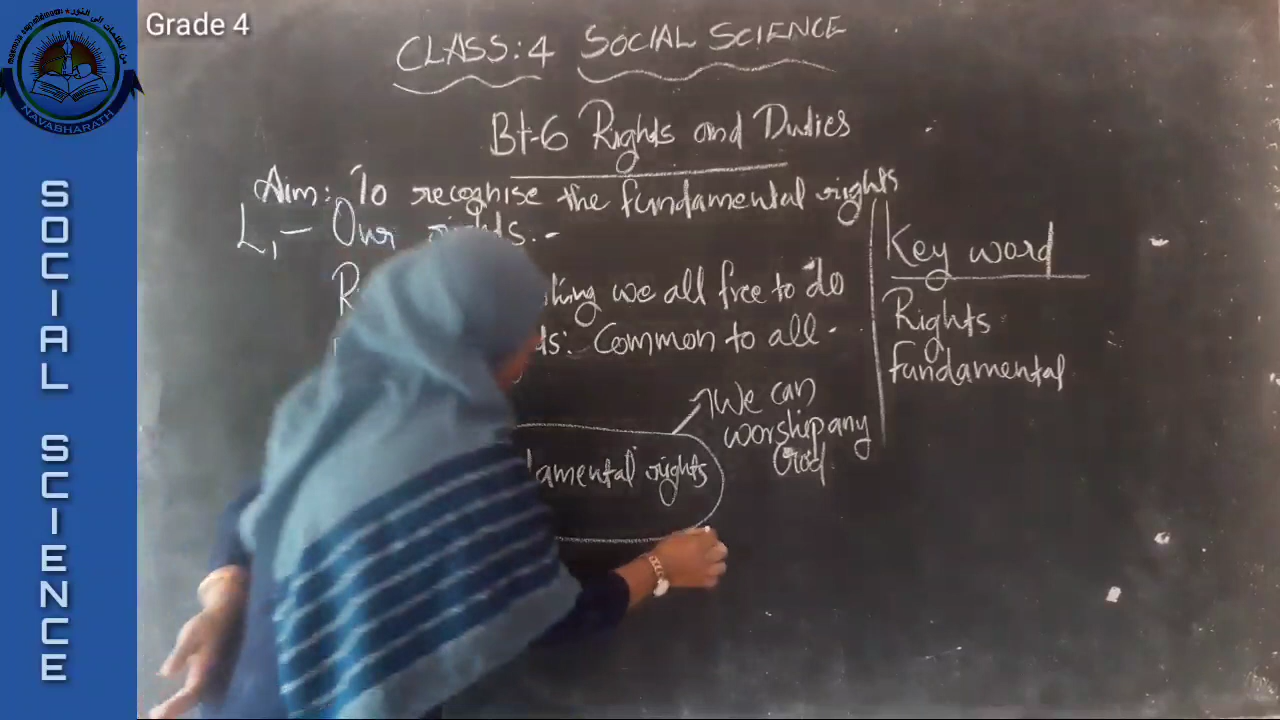 Grade 4
CLASS: 4 SOCIAL SCIENCE
Bt-6 Rights and Duties
Aim: To recognise the fundamental rights
L1 - Our rights.-
we all free to do
Common to all.
We can
worship any
God
amental rights
Key word
Rights
Fundamental
NAVABHARATH
SOCIAL SCIENCE